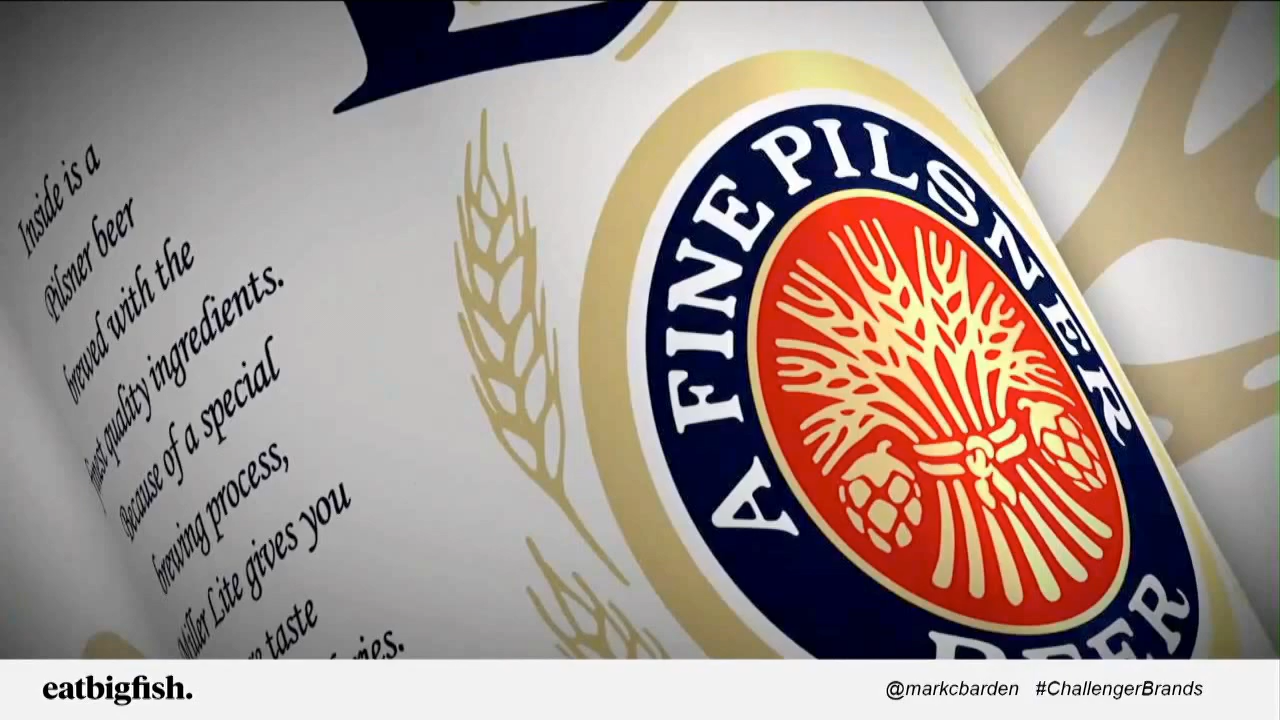 Inside is a
Pilsner beer
brewed with the
finest quality ingredients.
Because of a special
brewing process,
Miller Lite gives you
taste
A FINE PILSNER
BEER
eatbigfish.
@markcbarden #ChallengerBrands